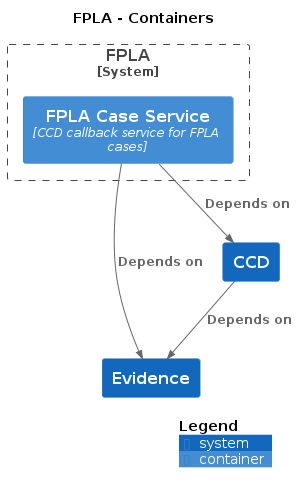 FPLA - Containers
FPLA
[System]
FPLA Case Service
[CCD callback service for FPLA
cases]
Depends on
CCD
Depends on
Depends on
Evidence
Legend
system
container